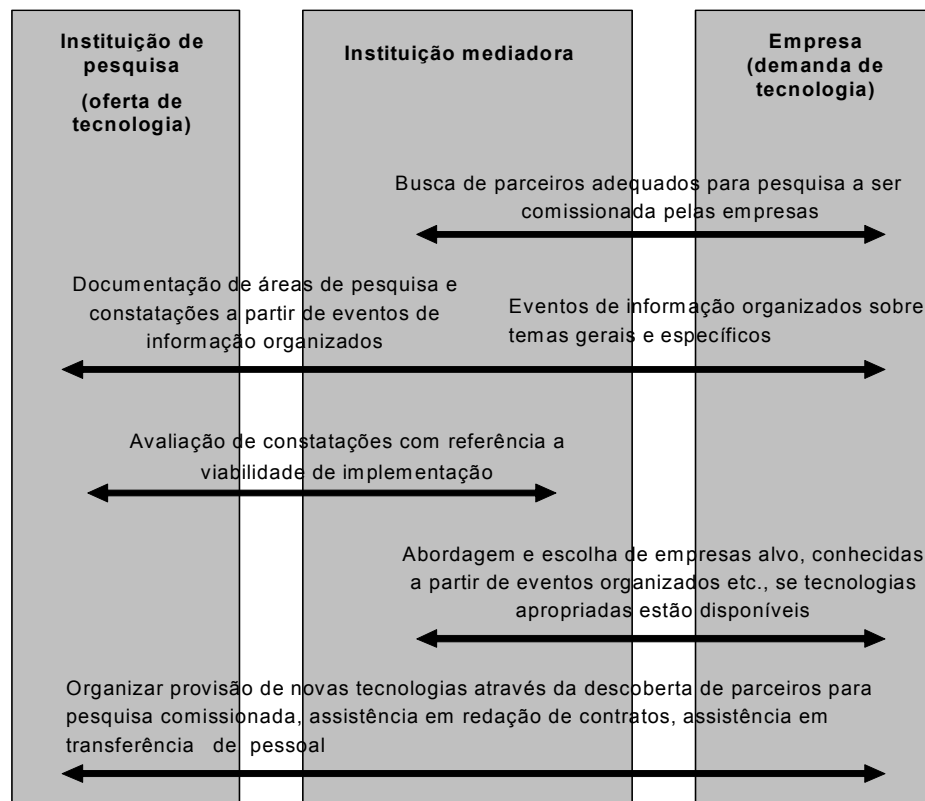 Instituição de
pesquisa
(oferta de
tecnologia)
Instituição mediadora
Empresa
(demanda de
tecnologia)
Busca de parceiros adequados para pesquisa a ser
comissionada pelas empresas
Documentação de áreas de pesquisa e
constatações a partir de eventos de
informação organizados
Eventos de informação organizados sobre
temas gerais e específicos
Avaliação de constatações com referência a
viabilidade de implementação
Abordagem e escolha de empresas alvo, conhecidas
a partir de eventos organizados etc., se tecnologias
apropriadas estão disponíveis
Organizar provisão de novas tecnologias através da descoberta de parceiros para
pesquisa comissionada, assistência em redação de contratos, assistência em
transferência de pessoal